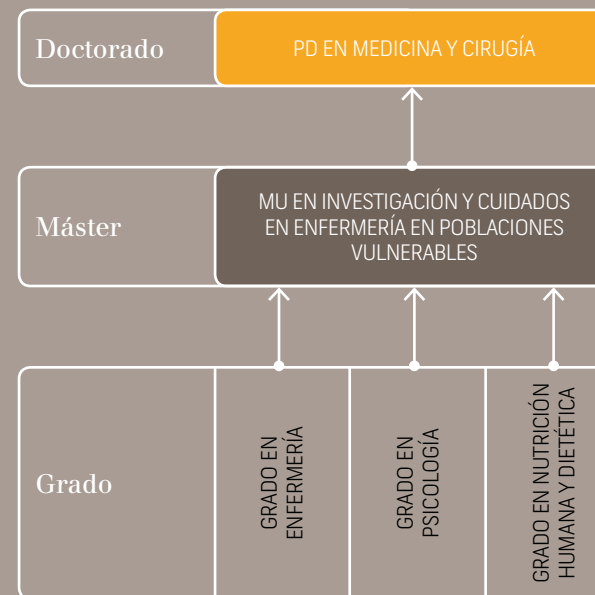 Doctorado
PD EN MEDICINA Y CIRUGÍA
Máster
MU EN INVESTIGACIÓN Y CUIDADOS
EN ENFERMERÍA EN POBLACIONES
VULNERABLES
Grado
GRADO EN
ENFERMERÍA
GRADO EN
PSICOLOGÍA
GRADO EN NUTRICIÓN
HUMANA Y DIETÉTICA